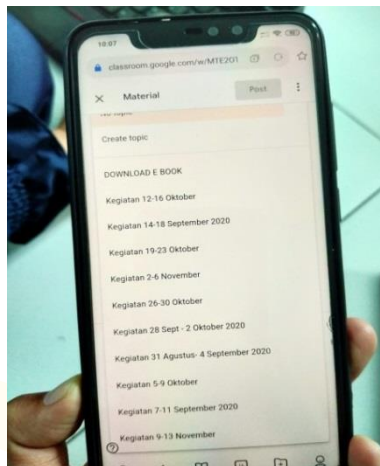 10:07
classroom.google.com/w/MTE201
Material
Post
No topic
Create topic
DOWNLOAD E BOOK
Kegiatan 12-16 Oktober
Kegiatan 14-18 September 2020
Kegiatan 19-23 Oktober
Kegiatan 2-6 November
Kegiatan 26-30 Oktober
Kegiatan 28 Sept - 2 Oktober 2020
Kegiatan 31 Agustus- 4 September 2020
Kegiatan 5-9 Oktober
Kegiatan 7-11 September 2020
Kegiatan 9-13 November